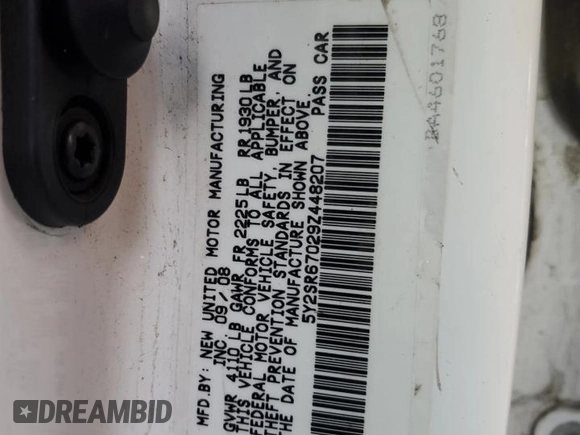 MFD.BY: NEW UNITED MOTOR MANUFACTURING
INC. 09/08
GVWR 4110 LB GAWR FR 2225 LB RR 1930 LB
THIS VEHICLE CONFORMS TO ALL APPLICABLE
FEDERAL MOTOR VEHICLE SAFETY, BUMPER, AND
THEFT PREVENTION STANDARDS IN EFFECT ON
THE DATE OF MANUFACTURE SHOWN ABOVE.
5Y2SR67029Z448207 PASS CAR
BA4601768
DREAMBID